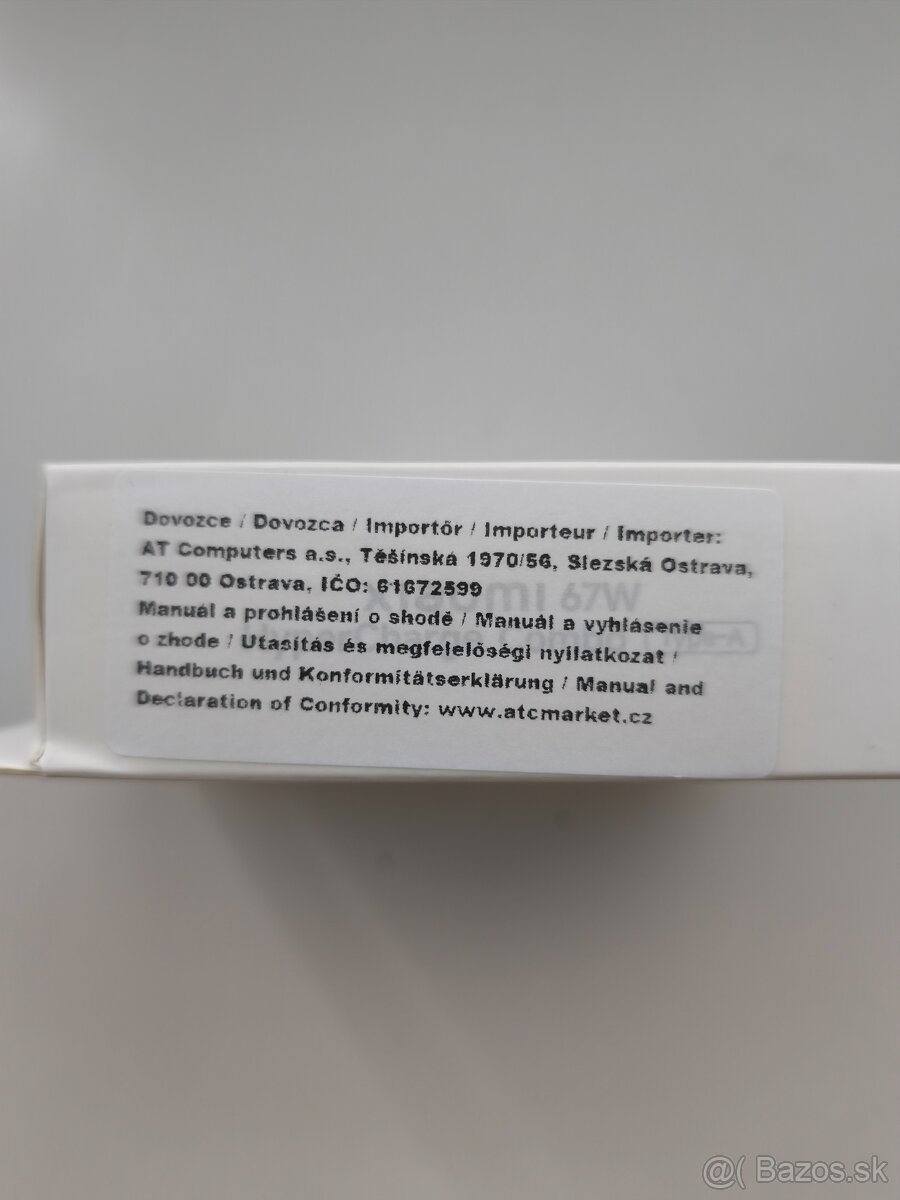 Dovozce / Dovozca / Importőr / Importeur / Importer:
AT Computers a.s., Těšínská 1970/56, Slezská Ostrava,
710 00 Ostrava, IČO: 61672599
Xiaomi 67W
Manuál a prohlášení o shodě / Manuál a vyhlásenie
o zhode / Utasítás és megfelelőségi nyilatkozat /
Handbuch und Konformitätserklärung / Manual and
Declaration of Conformity: www.atcmarket.cz
@( Bazos.sk